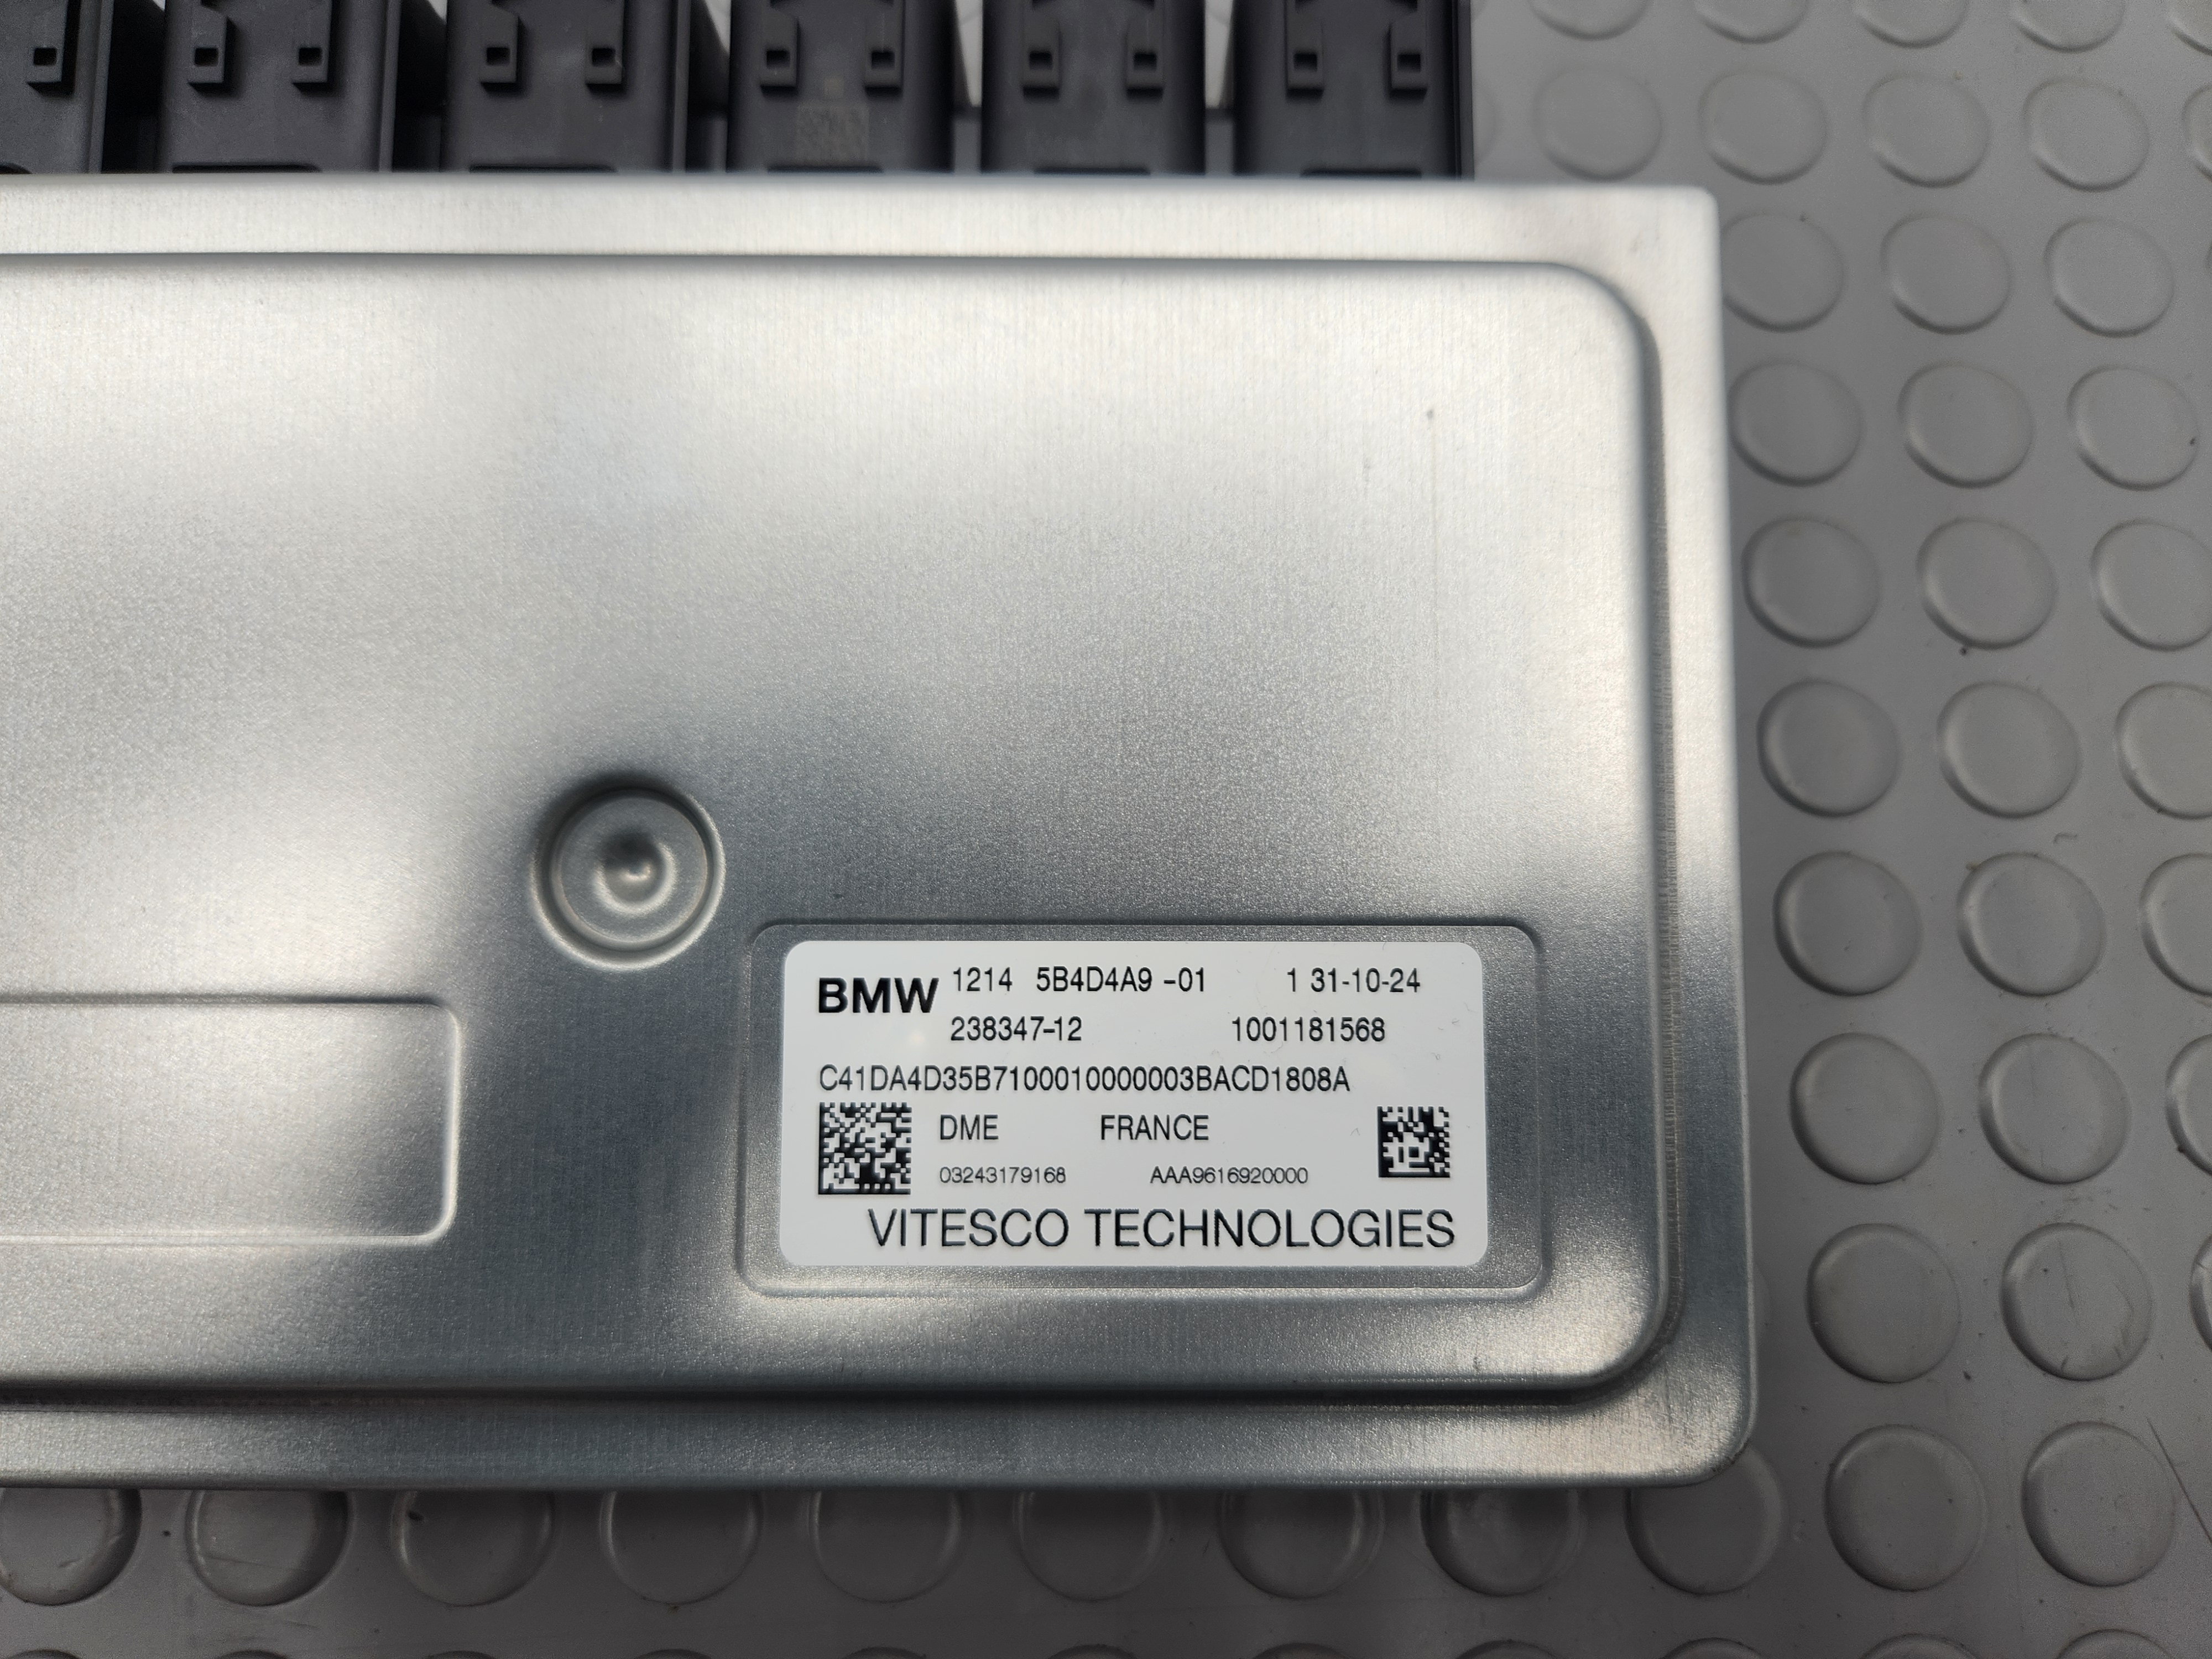 BMW 1214 5B4D4A9 -01 1 31-10-24
238347-12 1001181568
C41DA4D35B7100010000003BACD1808A
DME FRANCE
03243179168 AAA9616920000
VITESCO TECHNOLOGIES